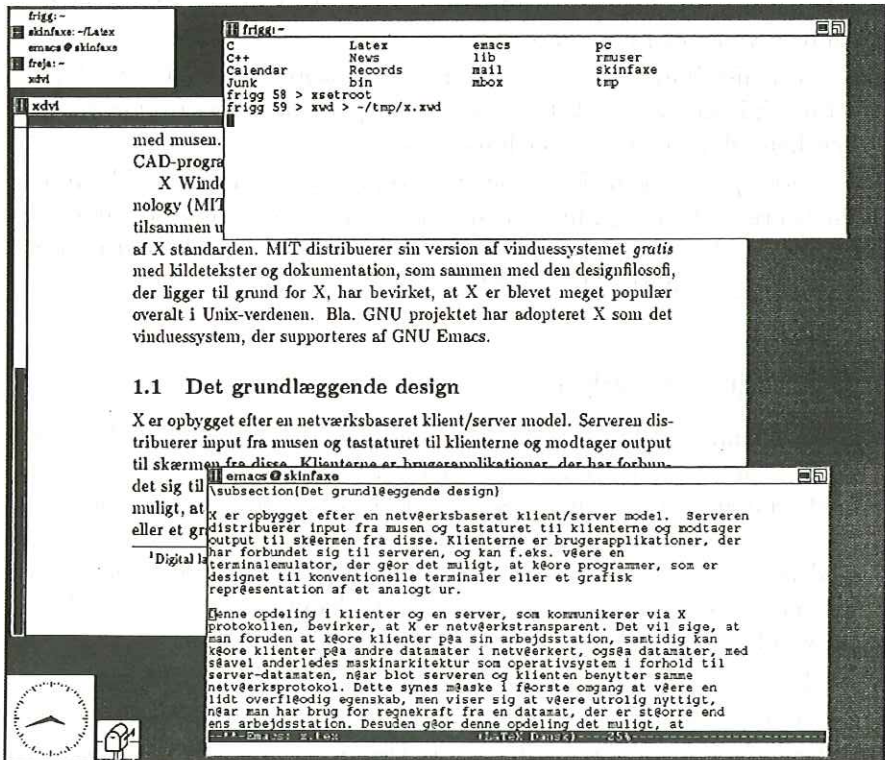 frigg: ~
skinfaxe: ~/Latex
emacs @ skinfaxe
freja: ~
xdvi
frigg: ~
C Latex emacs pc
C++ News lib rmuser
Calendar Records mail skinfaxe
Junk bin mbox tmp
frigg 58 > xsetroot
frigg 59 > xwd > ~/tmp/x.xwd
xdvi
med musen.
CAD-progra
X Wind
nology (MIT
tilsammen u
af X standarden. MIT distribuerer sin version af vinduessystemet gratis
med kildetekster og dokumentation, som sammen med den designfilosofi,
der ligger til grund for X, har bevirket, at X er blevet meget populær
overalt i Unix-verdenen. Bla. GNU projektet har adopteret X som det
vinduessystem, der supporteres af GNU Emacs.
1.1 Det grundlæggende design
X er opbygget efter en netværksbaseret klient/server model. Serveren dis-
tribuerer input fra musen og tastaturet til klienterne og modtager output
til skærmen fra disse. Klienterne er brugerapplikationer, der har forbun-
det sig til
muligt, at
eller et gr
1Digital la
emacs @ skinfaxe
\subsection{Det grundl@eggende design}
X er opbygget efter en netv@erksbaseret klient/server model. Serveren
distribuerer input fra musen og tastaturet til klienterne og modtager
output til sk@ermen fra disse. Klienterne er brugerapplikationer, der
har forbundet sig til serveren, og kan f.eks. v@ere en
terminalemulator, der g@or det muligt, at k@ore programmer, som er
designet til konventionelle terminaler eller et grafisk
repr@esentation af et analogt ur.
Denne opdeling i klienter og en server, som kommunikerer via X
protokollen, bevirker, at X er netv@erkstransparent. Det vil sige, at
man foruden at k@ore klienter p@a sin arbejdsstation, samtidig kan
k@ore klienter p@a andre datamater i netv@erkert, ogs@a datamater, med
s@avel anderledes maskinarkitektur som operativsystem i forhold til
server-datamaten, n@ar blot serveren og klienten benytter samme
netv@erksprotokol. Dette synes m@aske i f@orste omgang at v@ere en
lidt overfl@odig egenskab, men viser sig at v@ere utrolig nyttigt,
n@ar man har brug for regnekraft fra en datamat, der er st@orre end
ens arbejdsstation. Desuden g@or denne opdeling det muligt, at
--**-Emacs: x.tex (LaTeX Dansk)----25%----